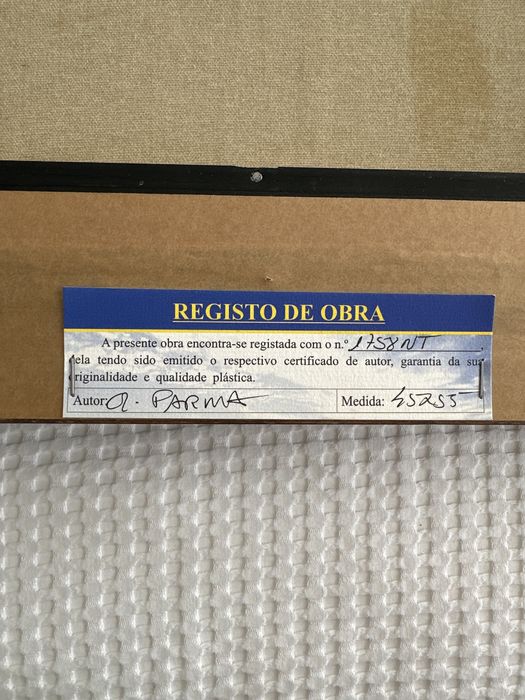 REGISTO DE OBRA
A presente obra encontra-se registada com o n.º 1758NT
ela tendo sido emitido o respectivo certificado de autor, garantia da sua
riginalidade e qualidade plástica.
Autor: A. PARMA Medida: 45x55